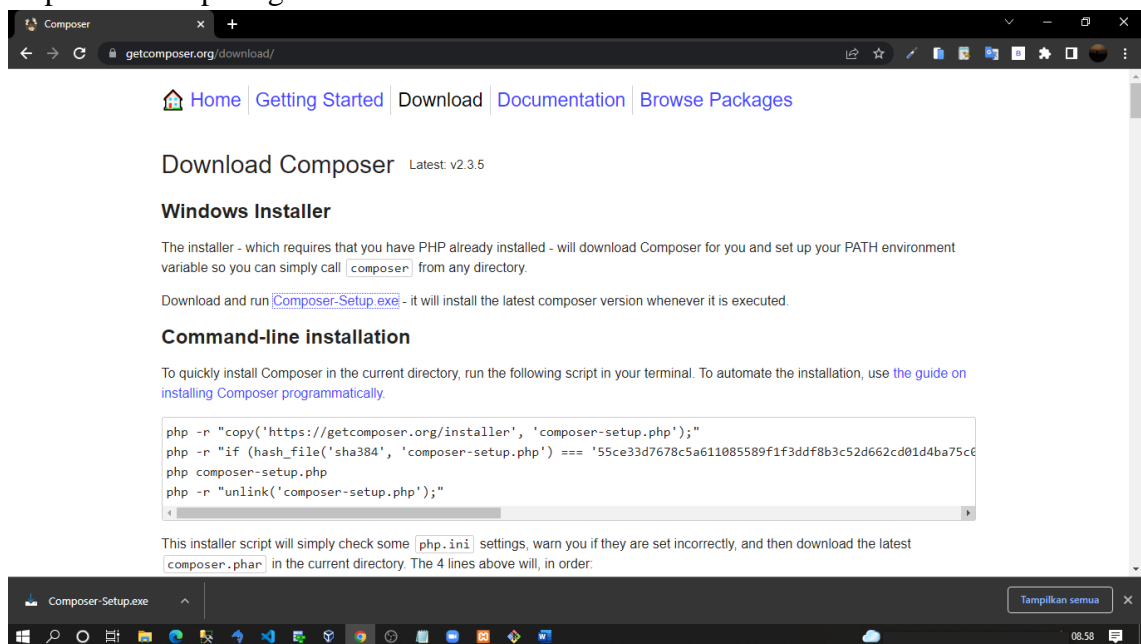 Composer
getcomposer.org/download/
Home Getting Started Download Documentation Browse Packages
Download Composer Latest: v2.3.5
Windows Installer
The installer - which requires that you have PHP already installed - will download Composer for you and set up your PATH environment
variable so you can simply call composer from any directory.
Download and run Composer-Setup.exe - it will install the latest composer version whenever it is executed.
Command-line installation
To quickly install Composer in the current directory, run the following script in your terminal. To automate the installation, use the guide on
installing Composer programmatically.
php -r "copy('https://getcomposer.org/installer', 'composer-setup.php');"
php -r "if (hash_file('sha384', 'composer-setup.php') === '55ce33d7678c5a611085589f1f3ddf8b3c52d662cd01d4ba75c0
php composer-setup.php
php -r "unlink('composer-setup.php');"
This installer script will simply check some php.ini settings, warn you if they are set incorrectly, and then download the latest
composer.phar in the current directory. The 4 lines above will, in order:
Composer-Setup.exe
Tampilkan semua
08.58